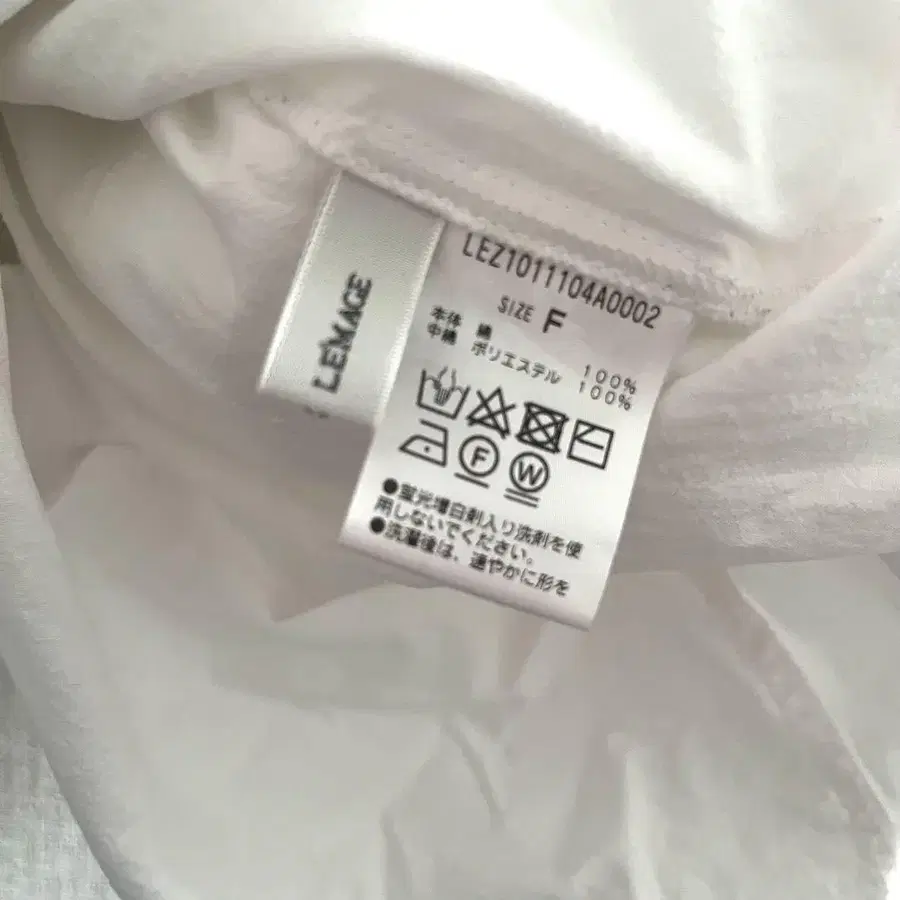 LEMAGE
LEZ1011104A0002
SIZE F
本体 綿 100%
中綿 ポリエステル 100%
F W
●蛍光増白剤入り洗剤を使
用しないでください。
●洗濯後は、速やかに形を